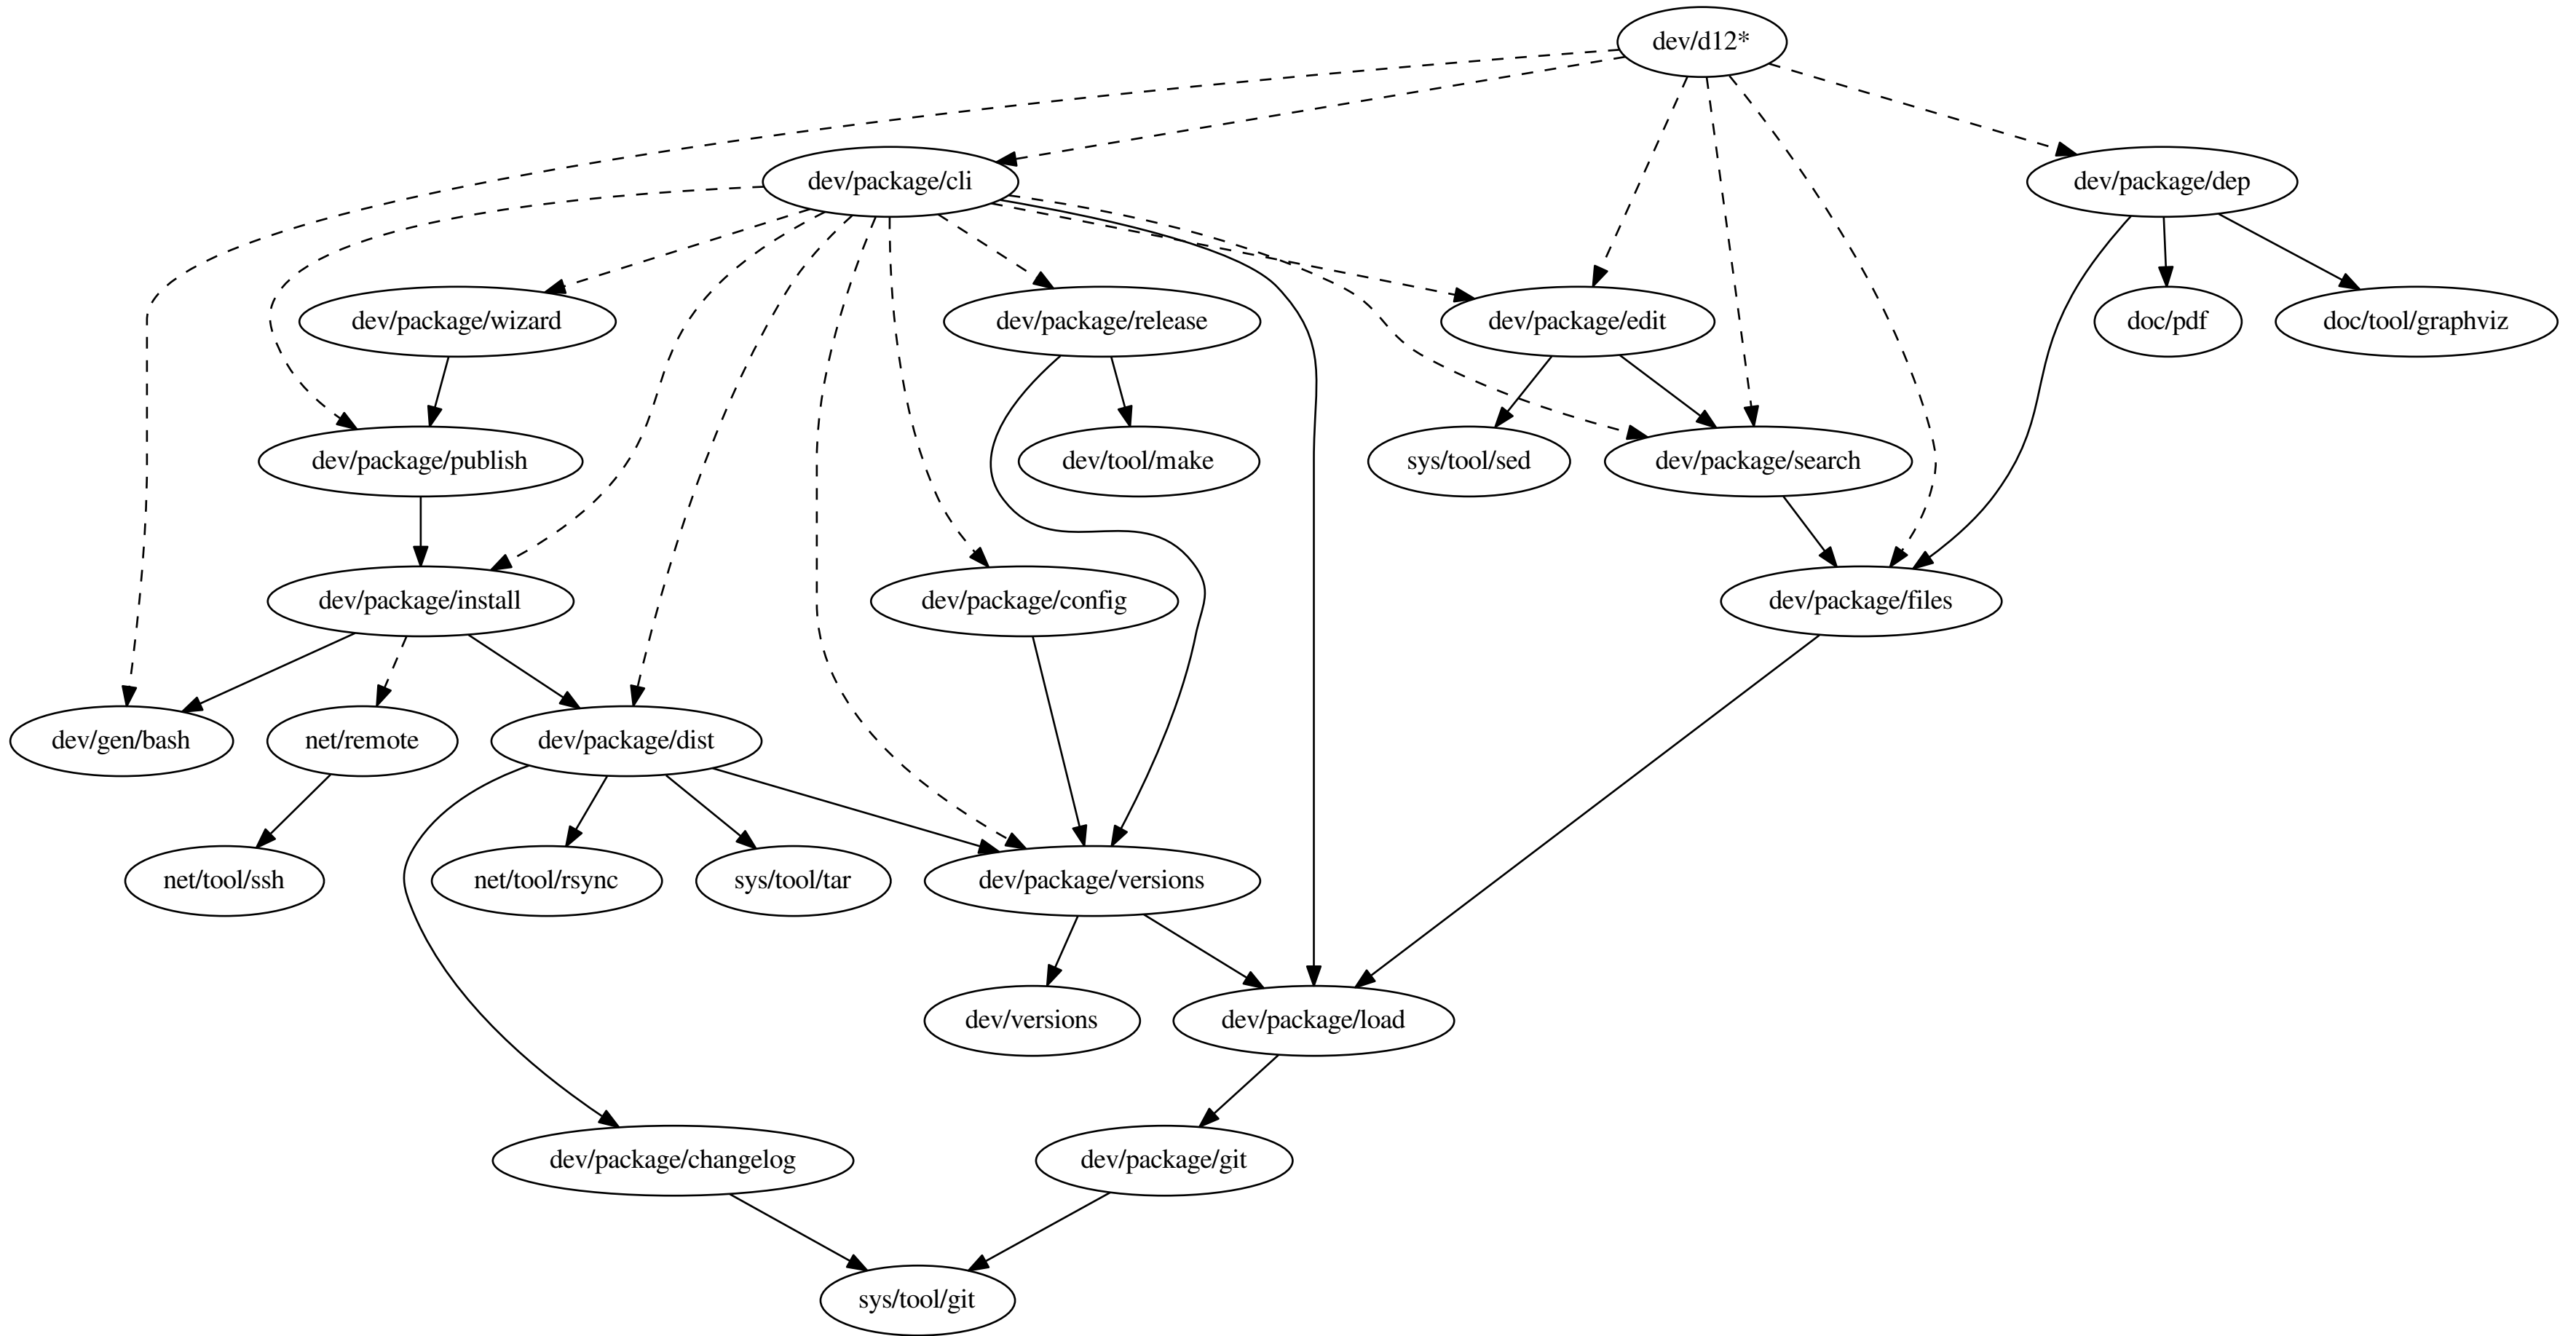 dev/d12*
dev/package/cli
dev/package/dep
dev/package/wizard
dev/package/release
dev/package/edit
doc/pdf
doc/tool/graphviz
dev/package/publish
dev/tool/make
sys/tool/sed
dev/package/search
dev/package/install
dev/package/config
dev/package/files
dev/gen/bash
net/remote
dev/package/dist
net/tool/ssh
net/tool/rsync
sys/tool/tar
dev/package/versions
dev/versions
dev/package/load
dev/package/changelog
dev/package/git
sys/tool/git